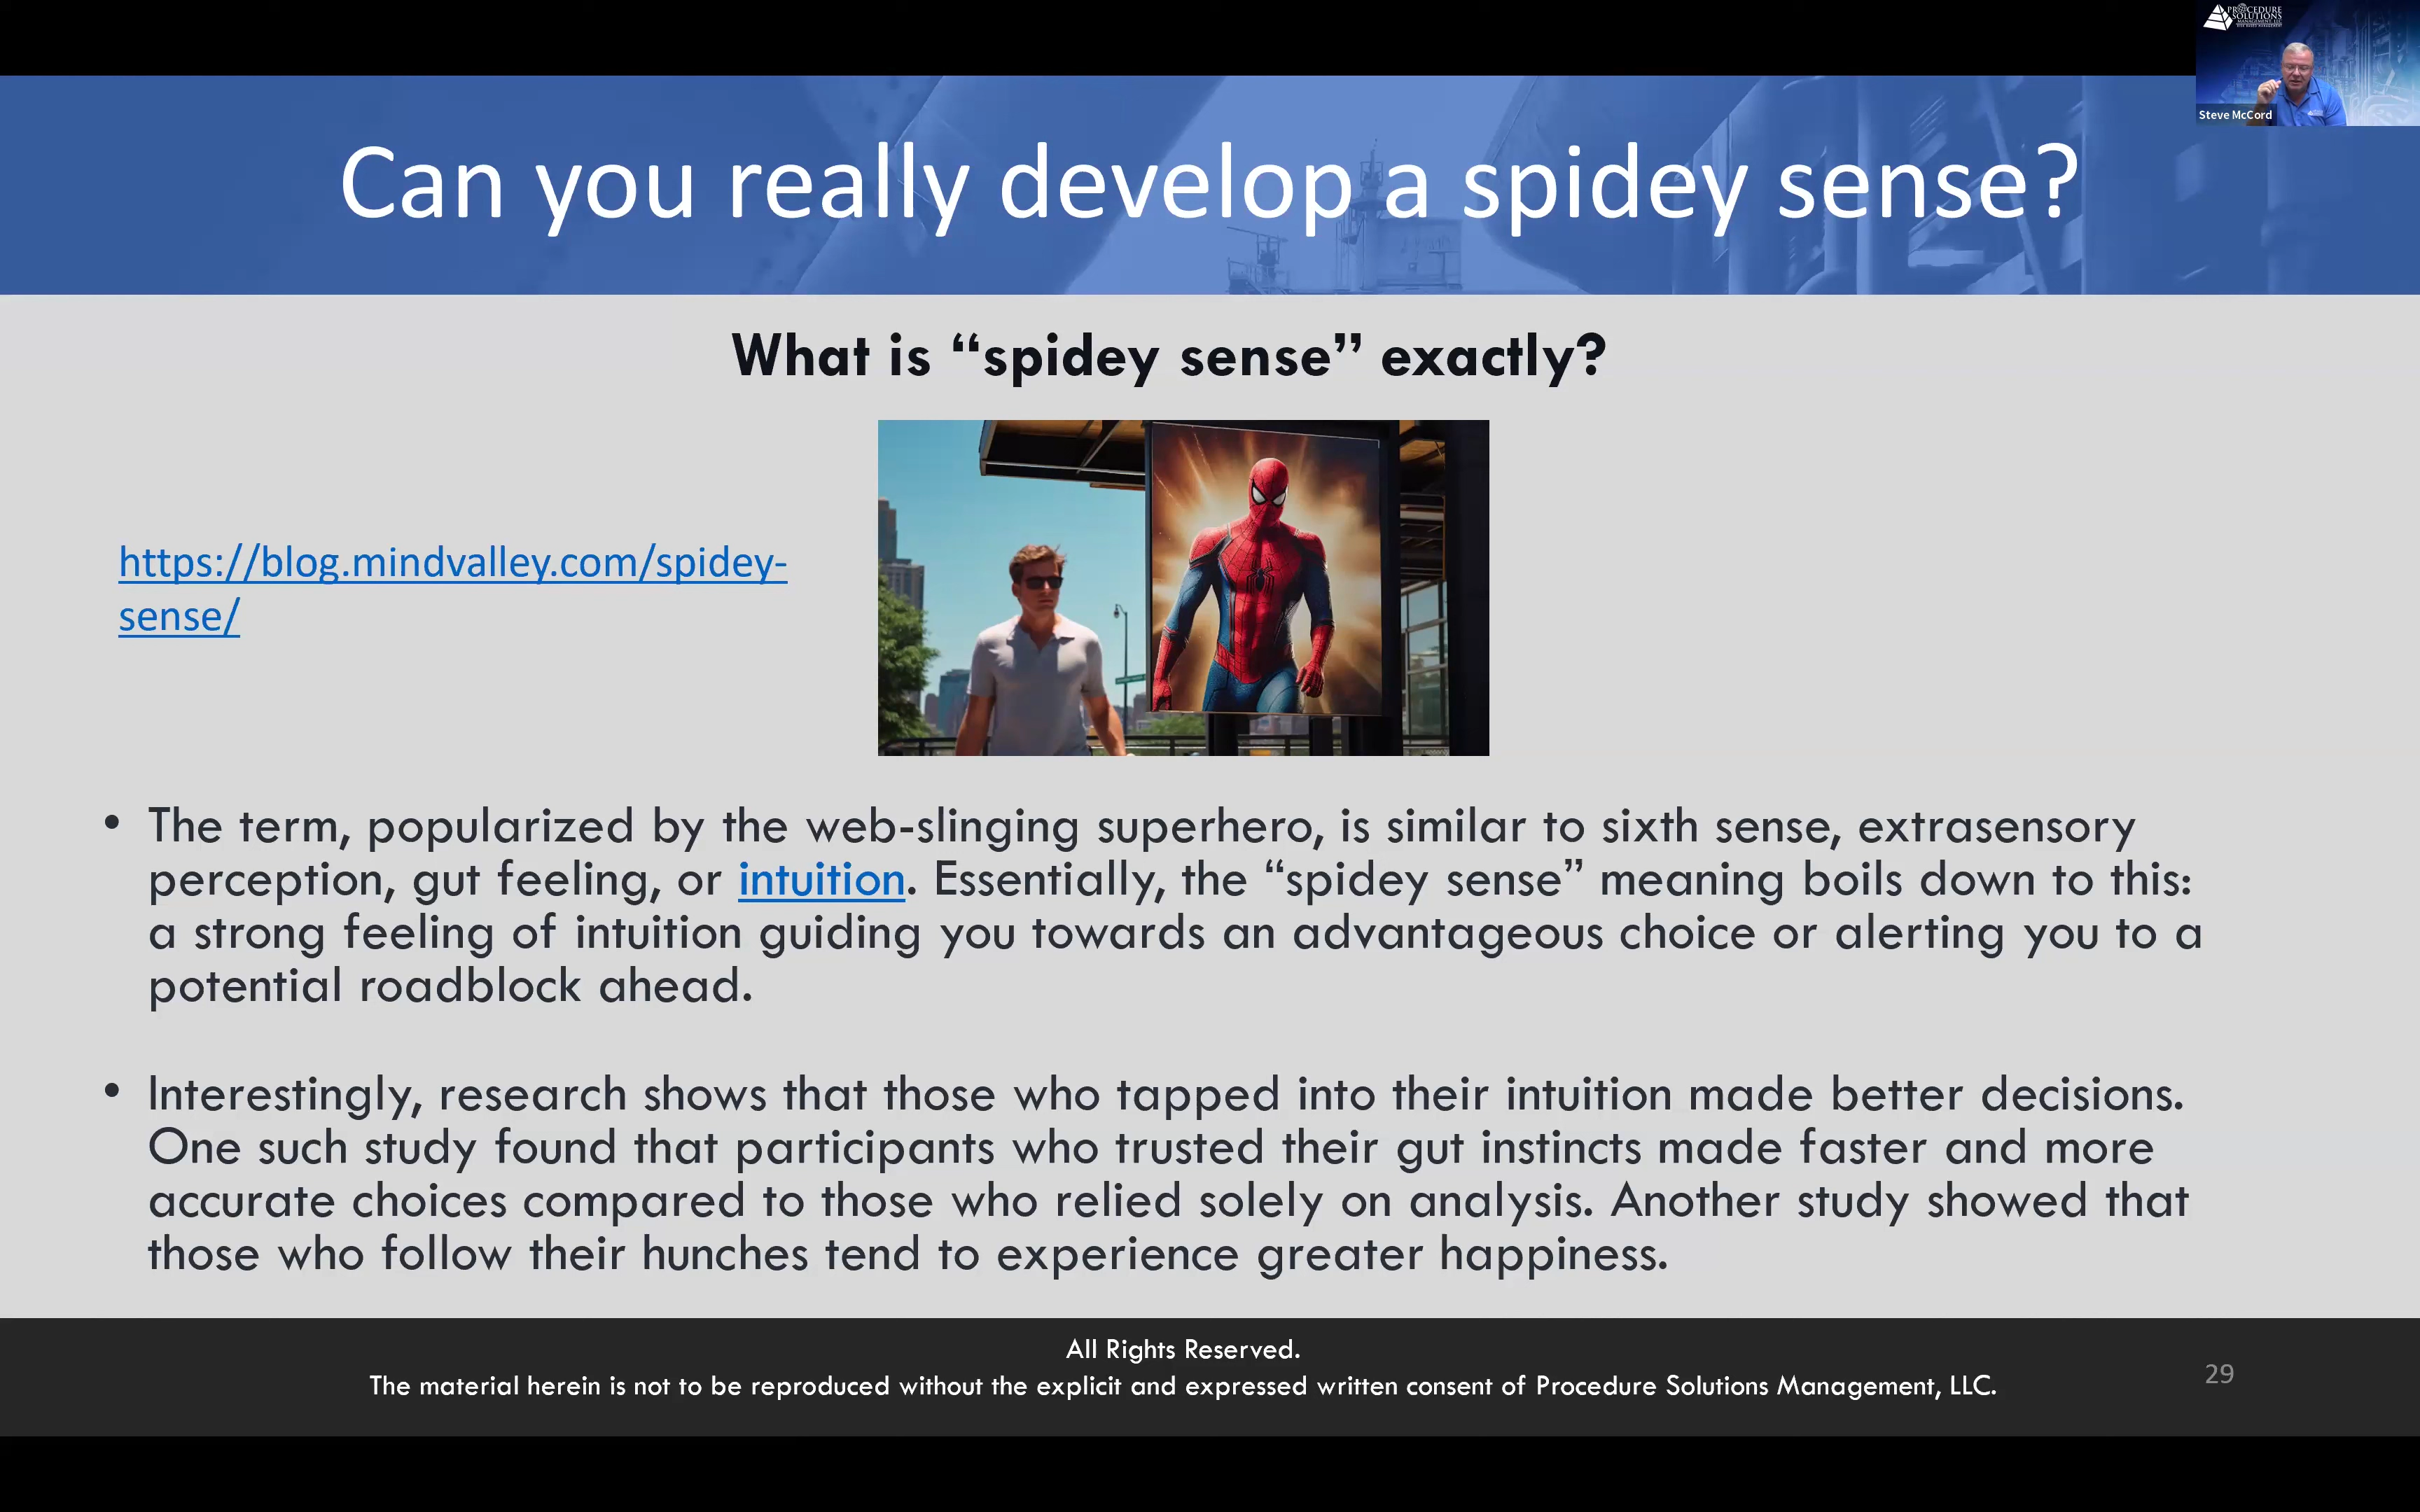 PROCEDURE
SOLUTIONS
Steve McCord
Can you really develop a spidey sense?
What is “spidey sense” exactly?
https://blog.mindvalley.com/spidey-
sense/
• The term, popularized by the web-slinging superhero, is similar to sixth sense, extrasensory
perception, gut feeling, or intuition. Essentially, the “spidey sense” meaning boils down to this:
a strong feeling of intuition guiding you towards an advantageous choice or alerting you to a
potential roadblock ahead.
• Interestingly, research shows that those who tapped into their intuition made better decisions.
One such study found that participants who trusted their gut instincts made faster and more
accurate choices compared to those who relied solely on analysis. Another study showed that
those who follow their hunches tend to experience greater happiness.
All Rights Reserved.
The material herein is not to be reproduced without the explicit and expressed written consent of Procedure Solutions Management, LLC.
29